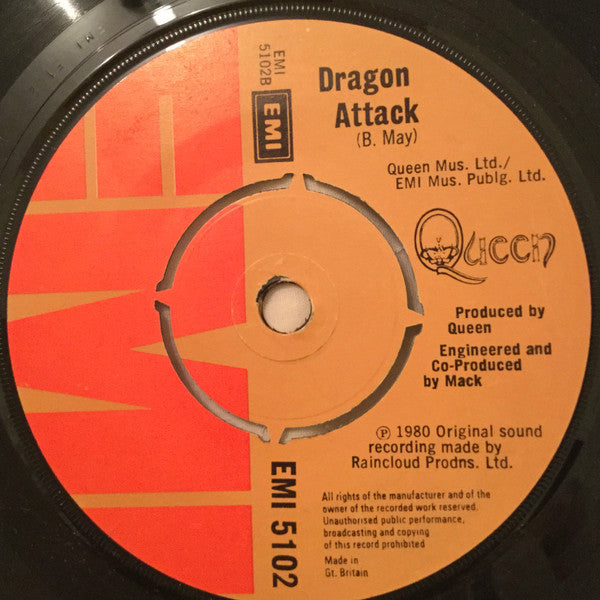 EMI
5102B
EMI
Dragon
Attack
(B. May)
Queen Mus. Ltd./
EMI Mus. Publg. Ltd.
Queen
Produced by
Queen
Engineered and
Co-Produced
by Mack
℗ 1980 Original sound
recording made by
Raincloud Prodns. Ltd.
EMI 5102
All rights of the manufacturer and of the
owner of the recorded work reserved.
Unauthorised public performance,
broadcasting and copying
of this record prohibited
Made in
Gt. Britain
EMI